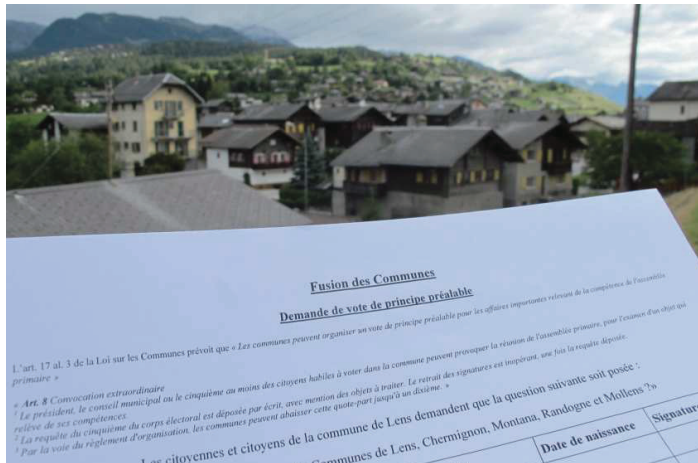 Fusion des Communes
Demande de vote de principe préalable
L'art. 17 al. 3 de la Loi sur les Communes prévoit que « Les communes peuvent organiser un vote de principe préalable pour les affaires importantes relevant de la compétence de l'assemblée
primaire »
« Art. 8 Convocation extraordinaire
¹ Le président, le conseil municipal ou le cinquième au moins des citoyens habiles à voter dans la commune peuvent provoquer la réunion de l'assemblée primaire, pour l'examen d'un objet qui
relève de ses compétences.
² La requête du cinquième du corps électoral est déposée par écrit, avec mention des objets à traiter. Le retrait des signatures est inopérant, une fois la requête déposée.
³ Par la voie du règlement d'organisation, les communes peuvent abaisser cette quote-part jusqu'à un dixième. »
citoyennes et citoyens de la commune de Lens demandent que la question suivante soit posée :
Communes de Lens, Chermignon, Montana, Randogne et Mollens ?»
Date de naissance
Signature